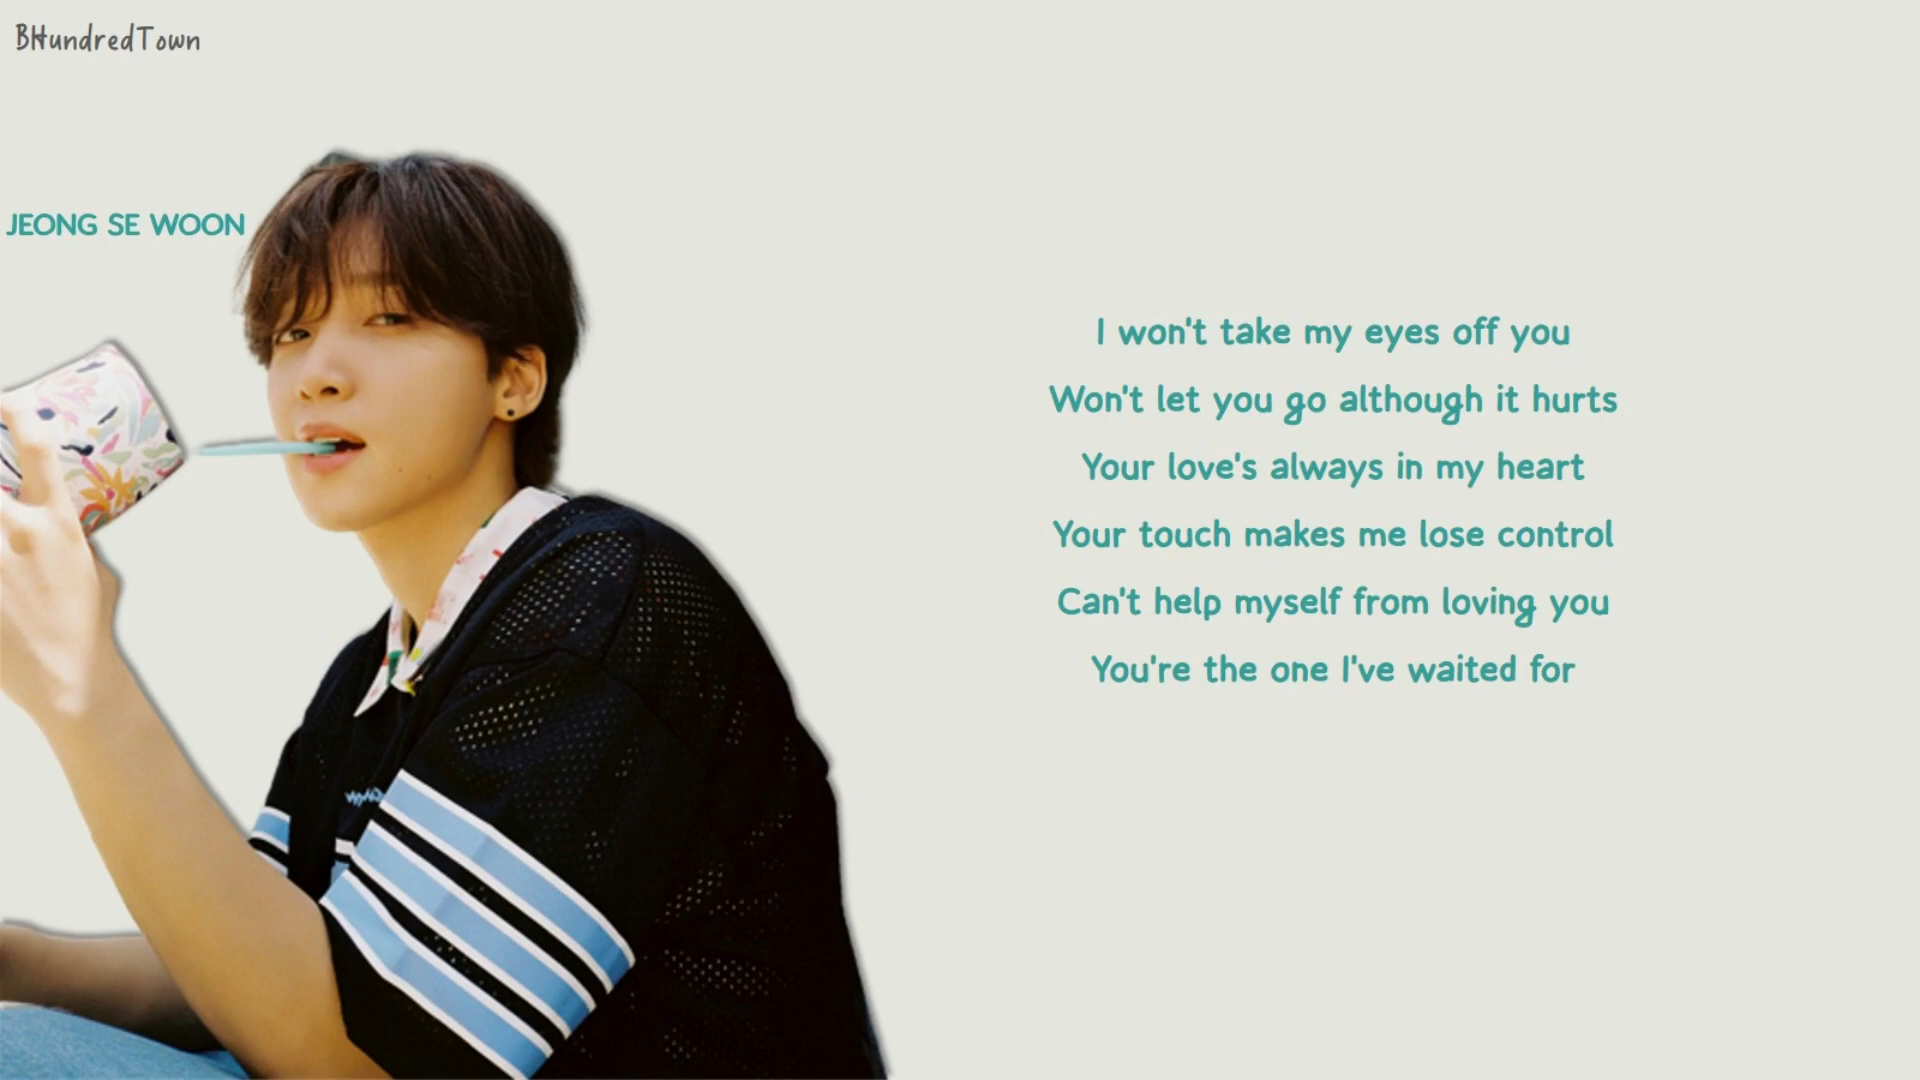 BHundredTown
JEONG SE WOON
I won't take my eyes off you
Won't let you go although it hurts
Your love's always in my heart
Your touch makes me lose control
Can't help myself from loving you
You're the one I've waited for